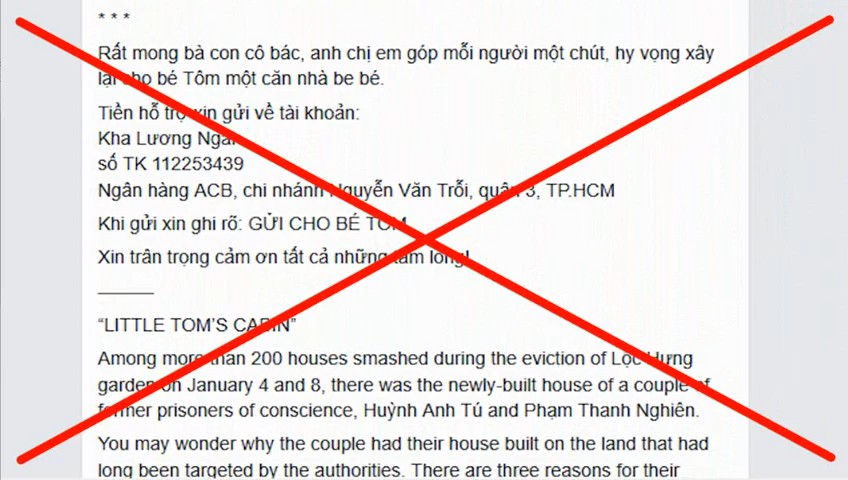 * * *
Rất mong bà con cô bác, anh chị em góp mỗi người một chút, hy vọng xây
lại cho bé Tôm một căn nhà be bé.
Tiền hỗ trợ xin gửi về tài khoản:
Kha Lương Ngãi
số TK 112253439
Ngân hàng ACB, chi nhánh Nguyễn Văn Trỗi, quận 3, TP.HCM
Khi gửi xin ghi rõ: GỬI CHO BÉ TÔM
Xin trân trọng cảm ơn tất cả những tấm lòng!
“LITTLE TOM’S CABIN”
Among more than 200 houses smashed during the eviction of Lộc Hưng
garden on January 4 and 8, there was the newly-built house of a couple of
former prisoners of conscience, Huỳnh Anh Tú and Phạm Thanh Nghiên.
You may wonder why the couple had their house built on the land that had
long been targeted by the authorities. There are three reasons for their